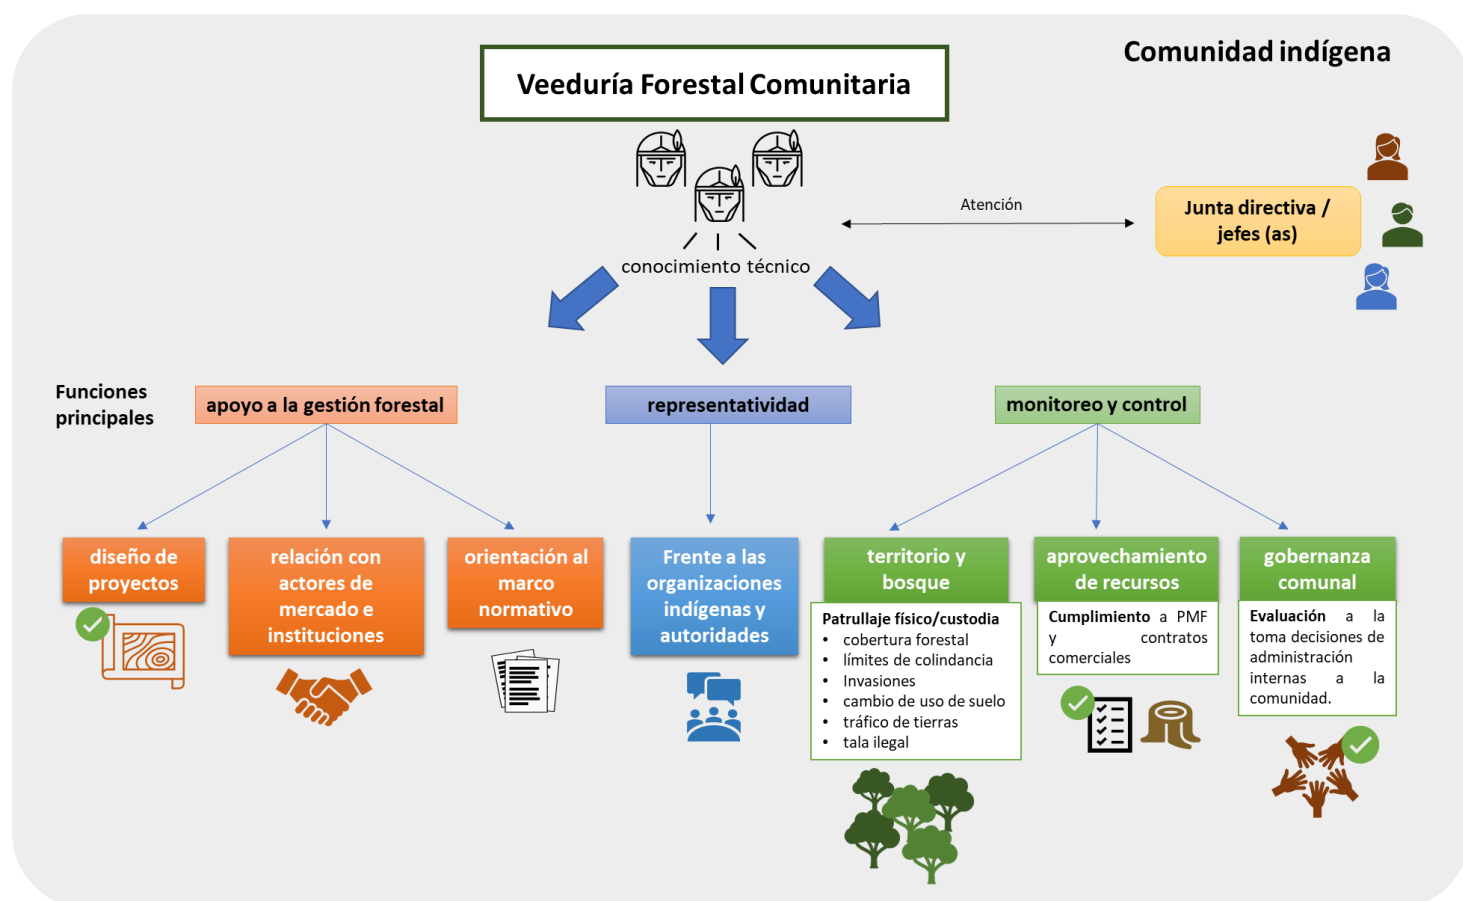 Comunidad indígena
Veeduría Forestal Comunitaria
Atención
Junta directiva /
jefes (as)
conocimiento técnico
Funciones
principales
apoyo a la gestión forestal
representatividad
monitoreo y control
diseño de
proyectos
relación con
actores de
mercado e
instituciones
orientación al
marco
normativo
Frente a las
organizaciones
indígenas y
autoridades
territorio y
bosque
Patrullaje físico/custodia
• cobertura forestal
• límites de colindancia
• Invasiones
• cambio de uso de suelo
• tráfico de tierras
• tala ilegal
aprovechamiento
de recursos
Cumplimiento a PMF
y contratos
comerciales
gobernanza
comunal
Evaluación a la
toma decisiones de
administración
internas a la
comunidad.